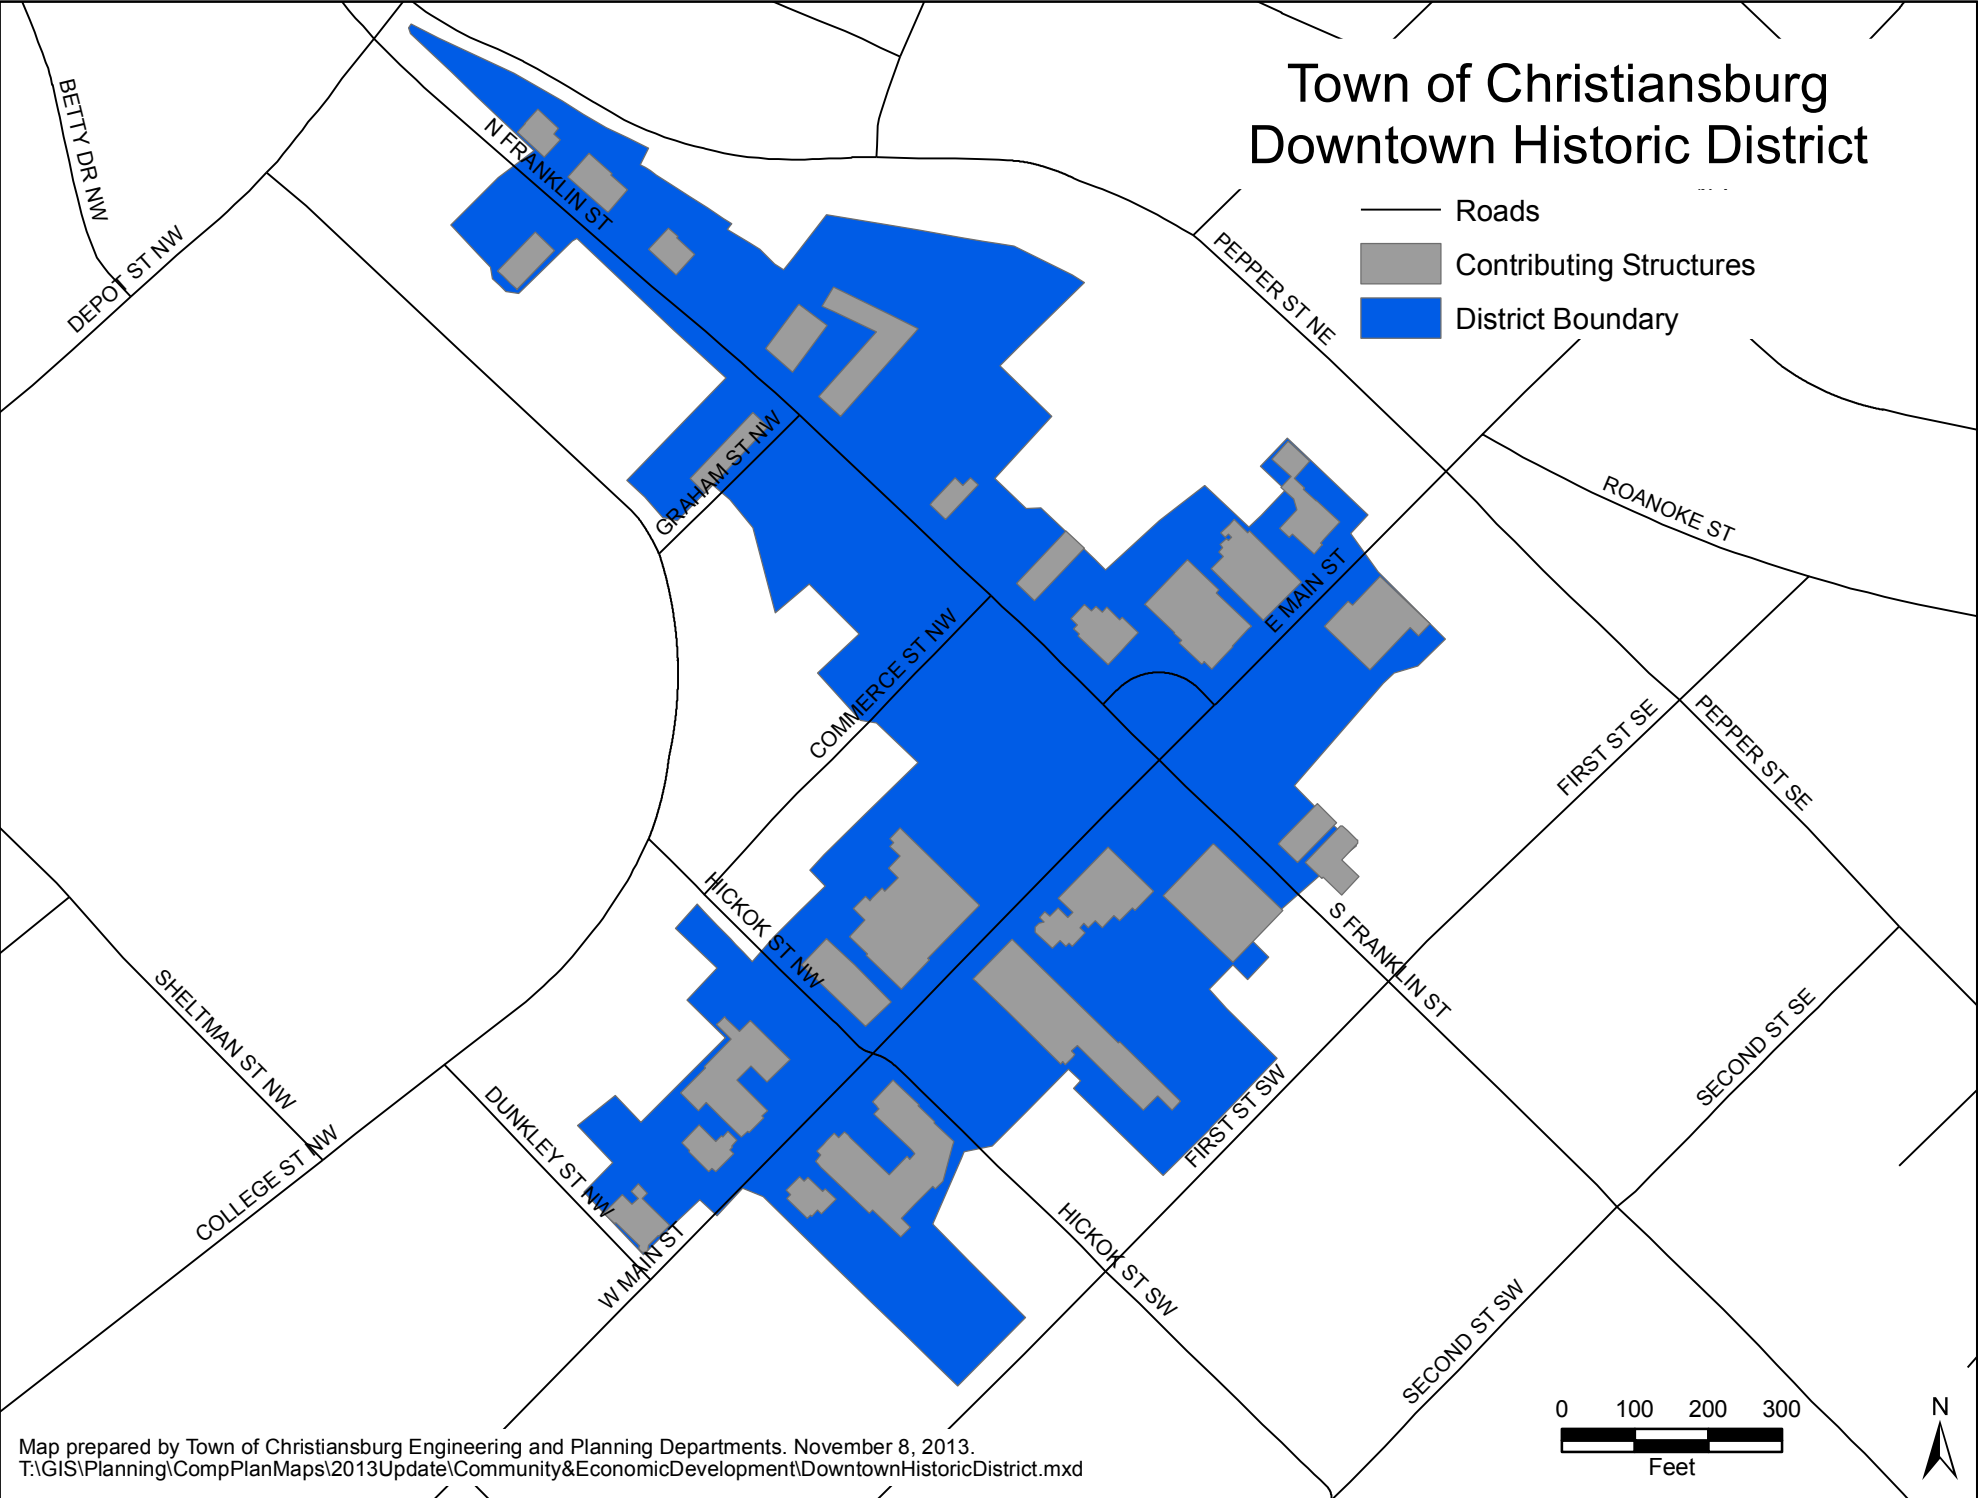 Town of Christiansburg
Downtown Historic District
Roads
Contributing Structures
District Boundary
BETTY DR NW
N FRANKLIN ST
DEPOT ST NW
PEPPER ST NE
GRAHAM ST NW
ROANOKE ST
E MAIN ST
COMMERCE ST NW
FIRST ST SE
PEPPER ST SE
HICKOK ST NW
S FRANKLIN ST
SHELTMAN ST NW
SECOND ST SE
DUNKLEY ST NW
FIRST ST SW
COLLEGE ST NW
W MAIN ST
HICKOK ST SW
SECOND ST SW
0 100 200 300
Feet
N
Map prepared by Town of Christiansburg Engineering and Planning Departments. November 8, 2013.
T:\GIS\Planning\CompPlanMaps\2013Update\Community&EconomicDevelopment\DowntownHistoricDistrict.mxd